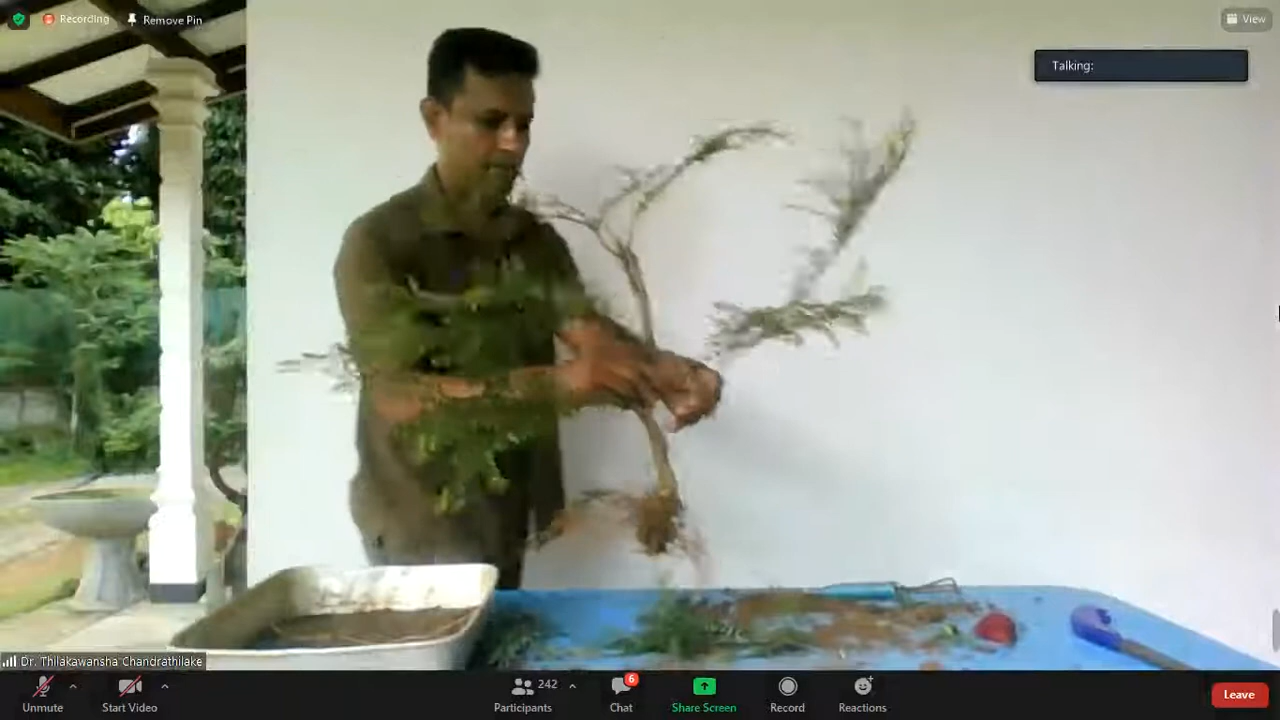 Recording
Remove Pin
View
Talking:
Dr. Thilakawansha Chandrathilake
Unmute
Start Video
Participants
242
Chat
6
Share Screen
Record
Reactions
Leave